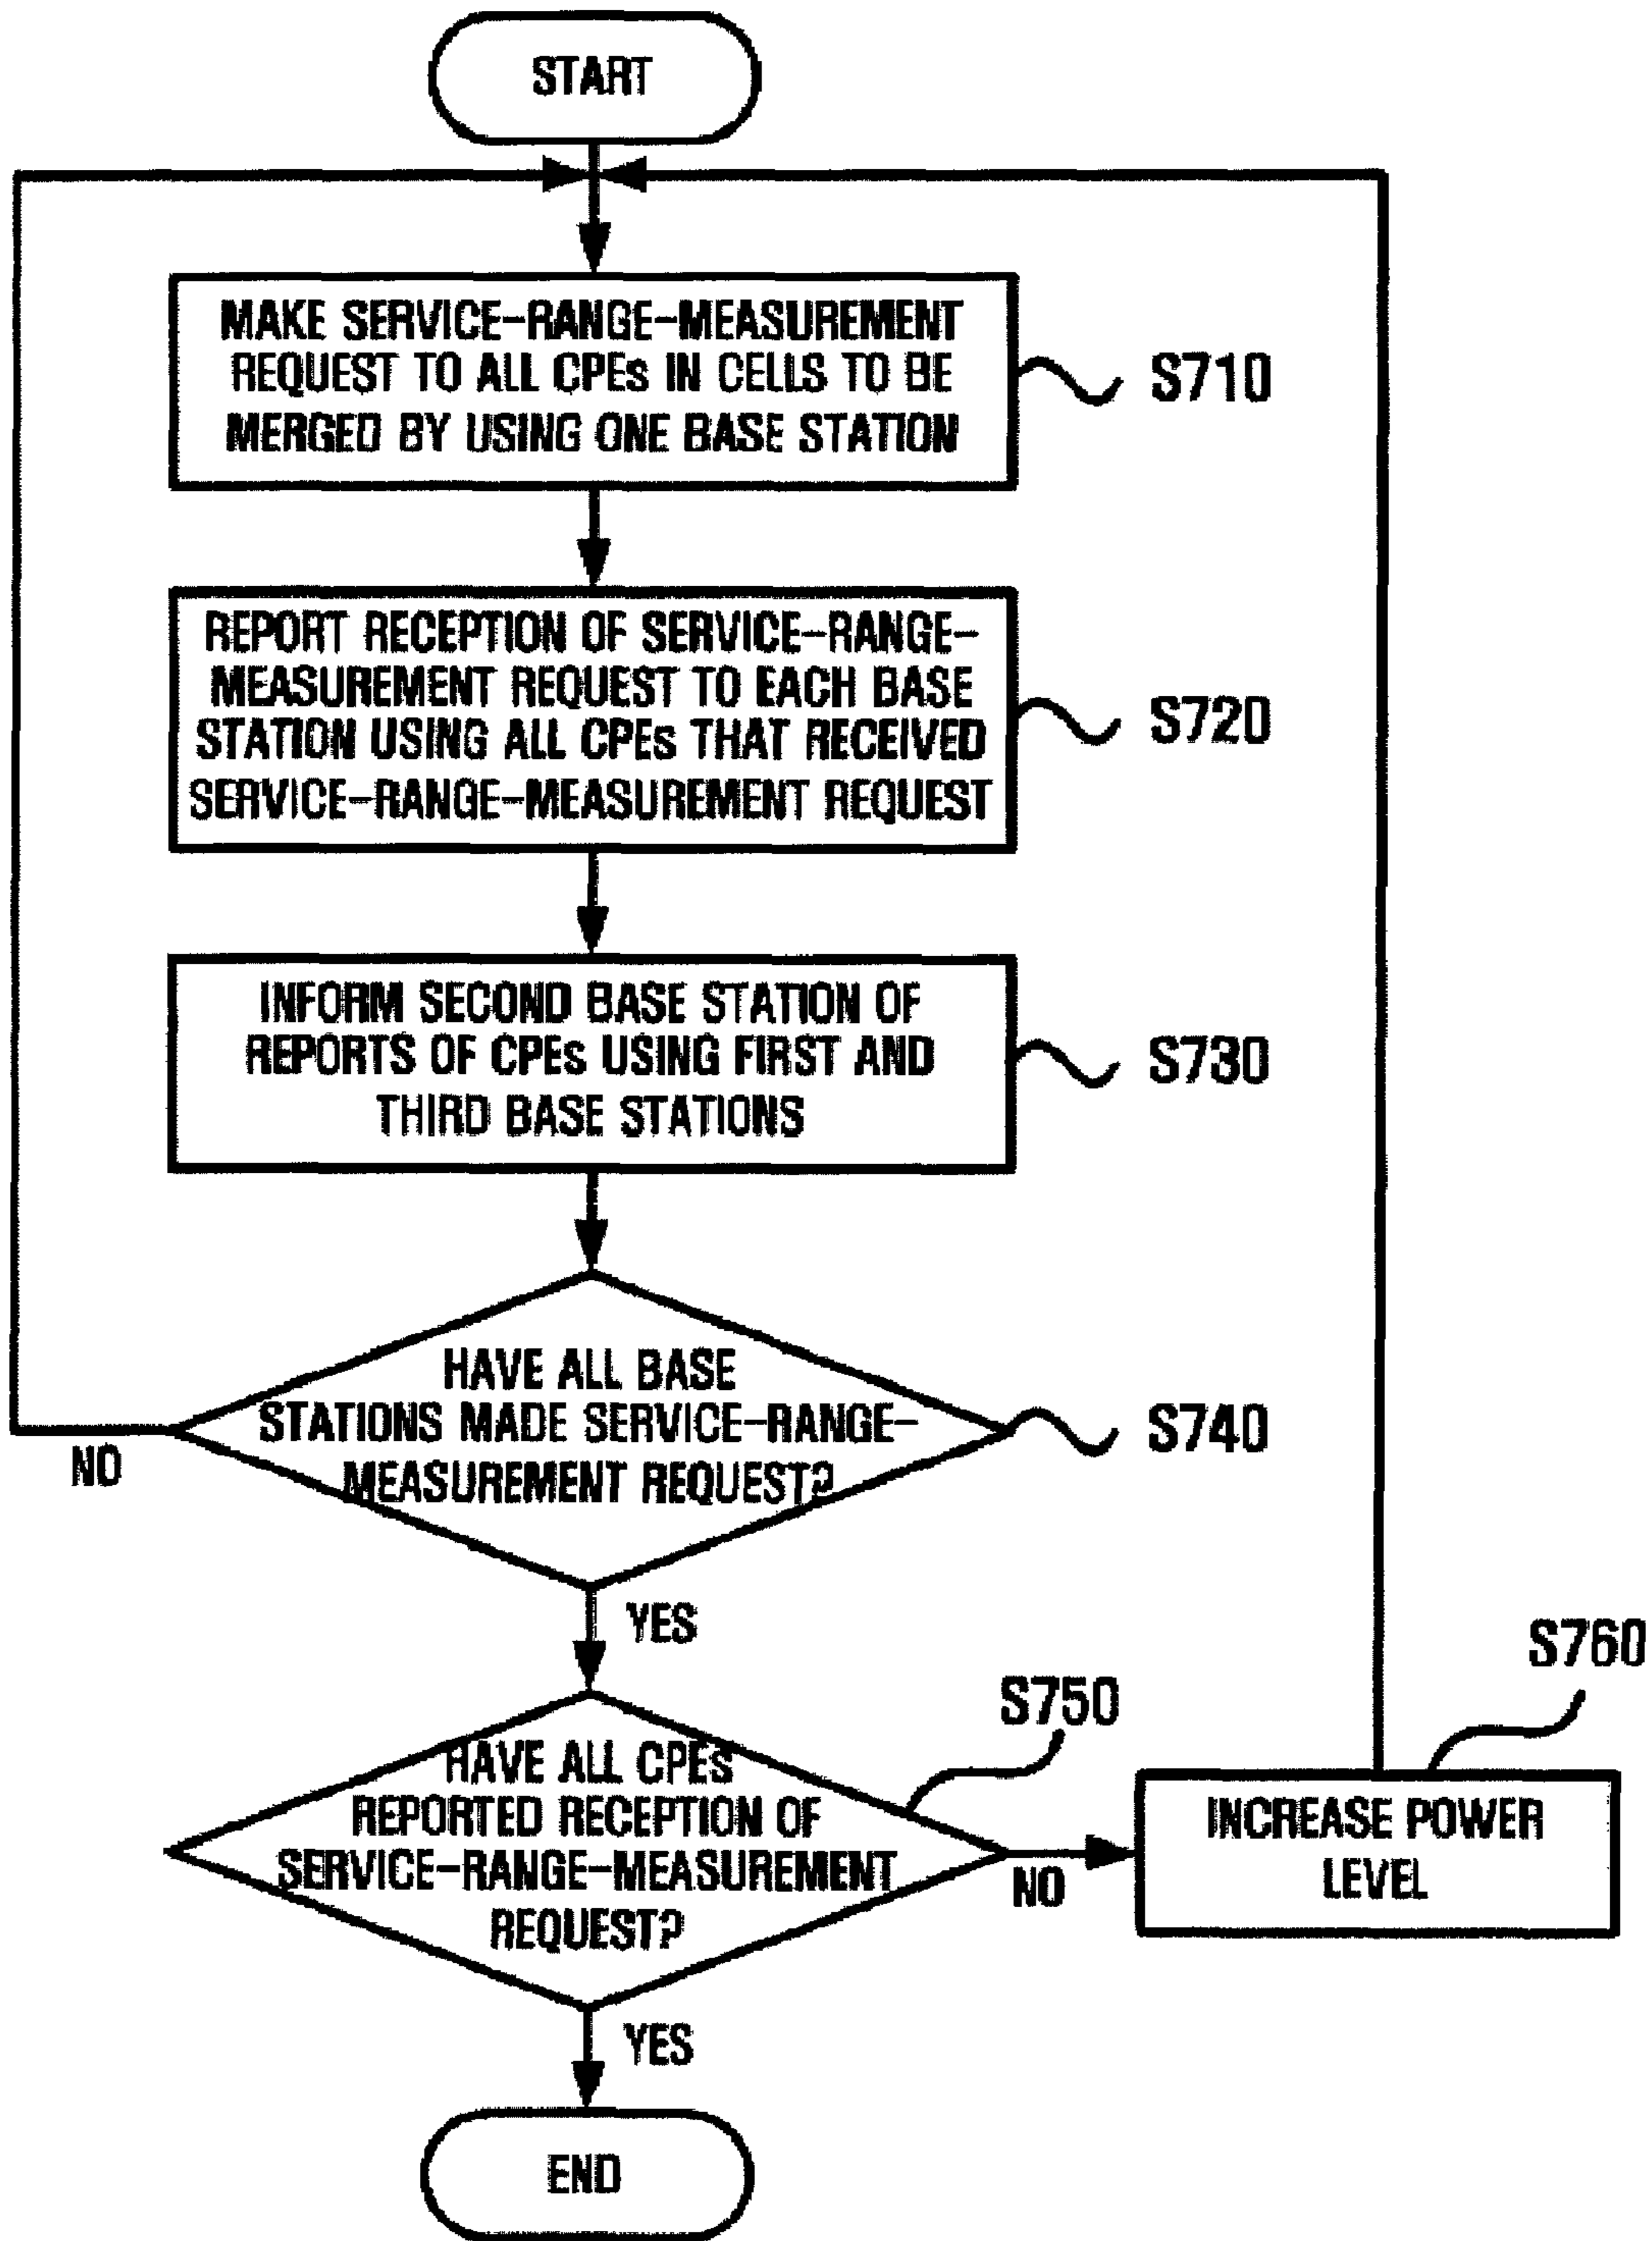 START
MAKE SERVICE-RANGE-MEASUREMENT
REQUEST TO ALL CPEs IN CELLS TO BE
MERGED BY USING ONE BASE STATION
S710
REPORT RECEPTION OF SERVICE-RANGE-
MEASUREMENT REQUEST TO EACH BASE
STATION USING ALL CPEs THAT RECEIVED
SERVICE-RANGE-MEASUREMENT REQUEST
S720
INFORM SECOND BASE STATION OF
REPORTS OF CPEs USING FIRST AND
THIRD BASE STATIONS
S730
HAVE ALL BASE
STATIONS MADE SERVICE-RANGE-
MEASUREMENT REQUEST?
S740
NO
YES
S750
S760
HAVE ALL CPEs
REPORTED RECEPTION OF
SERVICE-RANGE-MEASUREMENT
REQUEST?
NO
INCREASE POWER
LEVEL
YES
END